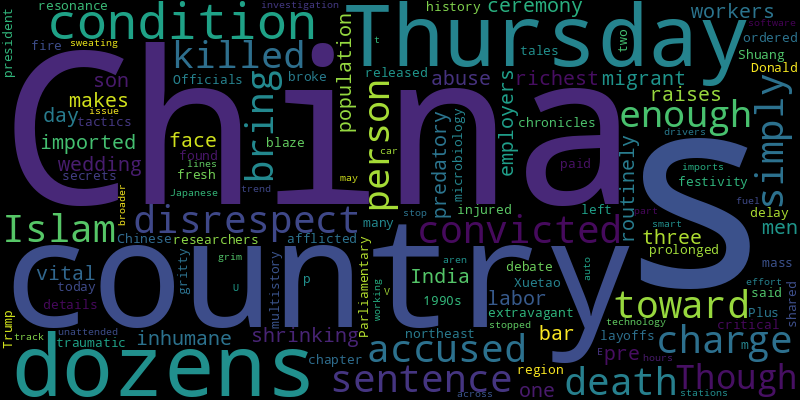 resonance
history
ceremony
investigation
condition
Thursday
workers
software
president
fire
sweating
tales
two
ordered
killed
t
Shuang
Donald
China
s
son
Officials
broke
bring
population
released
abuse
richest
migrant
makes
issue
person
raises
simply
day
tactics
blaze
employers
chronicles
enough
imported
face
predatory
microbiology
drivers
wedding
found
lines
car
paid
routinely
imports
secrets
fresh
may
festivity
Japanese
trend
fuel
broader
Islam
disrespect
many
stop
injured
left
part
delay
men
convicted
three
Chinese
researchers
afflicted
debate
smart
prolonged
country
gritty
grim
multistory
Parliamentary
aren
auto
mass
vital
India
Xuetao
said
today
U
p
V
working
labor
effort
shared
details
1990s
toward
Plus
extravagant
technology
critical
Trump
track
unattended
traumatic
inhumane
shrinking
stopped
northeast
bar
layoffs
pre
charge
m
dozens
chapter
accused
E
hours
sentence
region
one
death
Though
across
stations